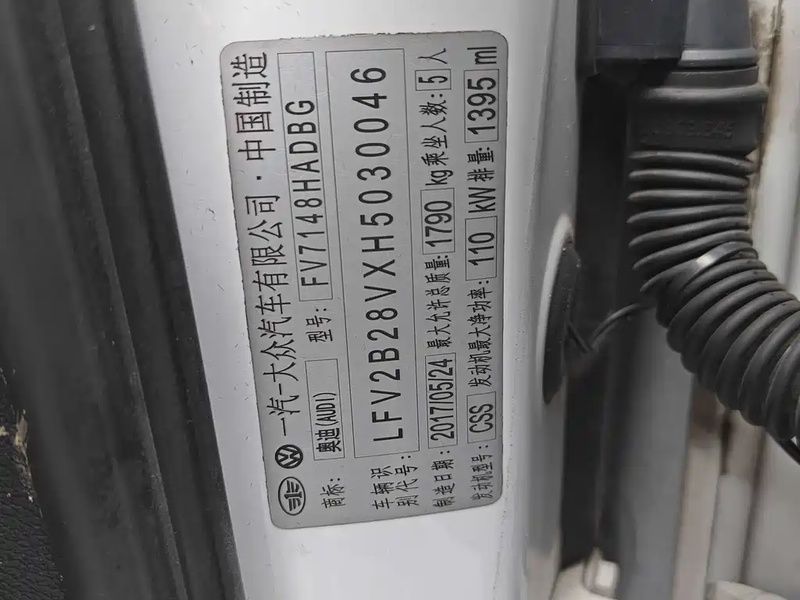 一汽-大众汽车有限公司·中国制造
商标: 奥迪(AUDI) 型号: FV7148HADBG
车辆识别代号: LFV2B28VXH5030046
制造日期: 2017/05/24 最大允许总质量: 1790 kg 乘坐人数: 5 人
发动机型号: CSS 发动机最大净功率: 110 kW 排量: 1395 ml